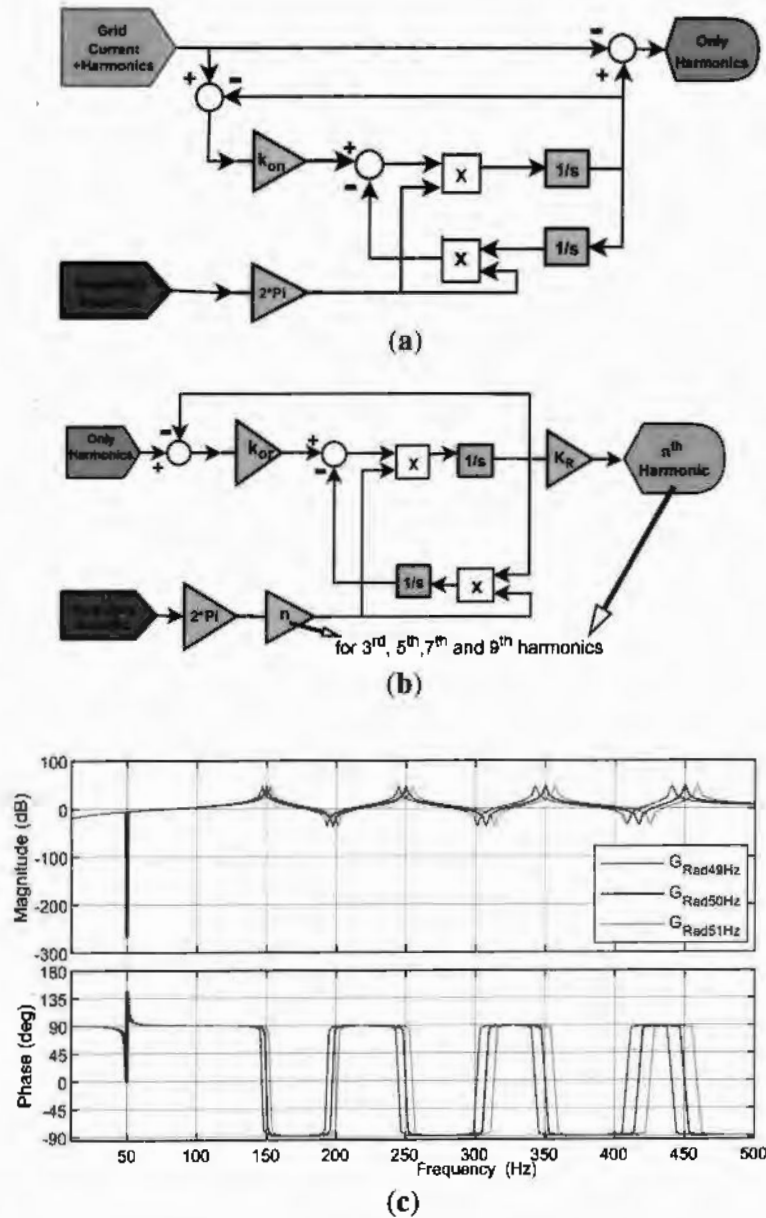 Grid
Current
+Harmonics
Only
Harmonics
+
-
-
+
k_on
+
-
X
1/s
X
1/s
2*Pi
(a)
Only
Harmonics
-
+
k_or
+
-
X
1/s
K_R
n^th
Harmonic
1/s
X
2*Pi
n
for 3^rd, 5^th,7^th and 9^th harmonics
(b)
100
0
-100
-200
-300
Magnitude (dB)
G_Rad49Hz
G_Rad50Hz
G_Rad51Hz
180
135
90
45
0
-45
-90
Phase (deg)
50 100 150 200 250 300 350 400 450 500
Frequency (Hz)
(c)